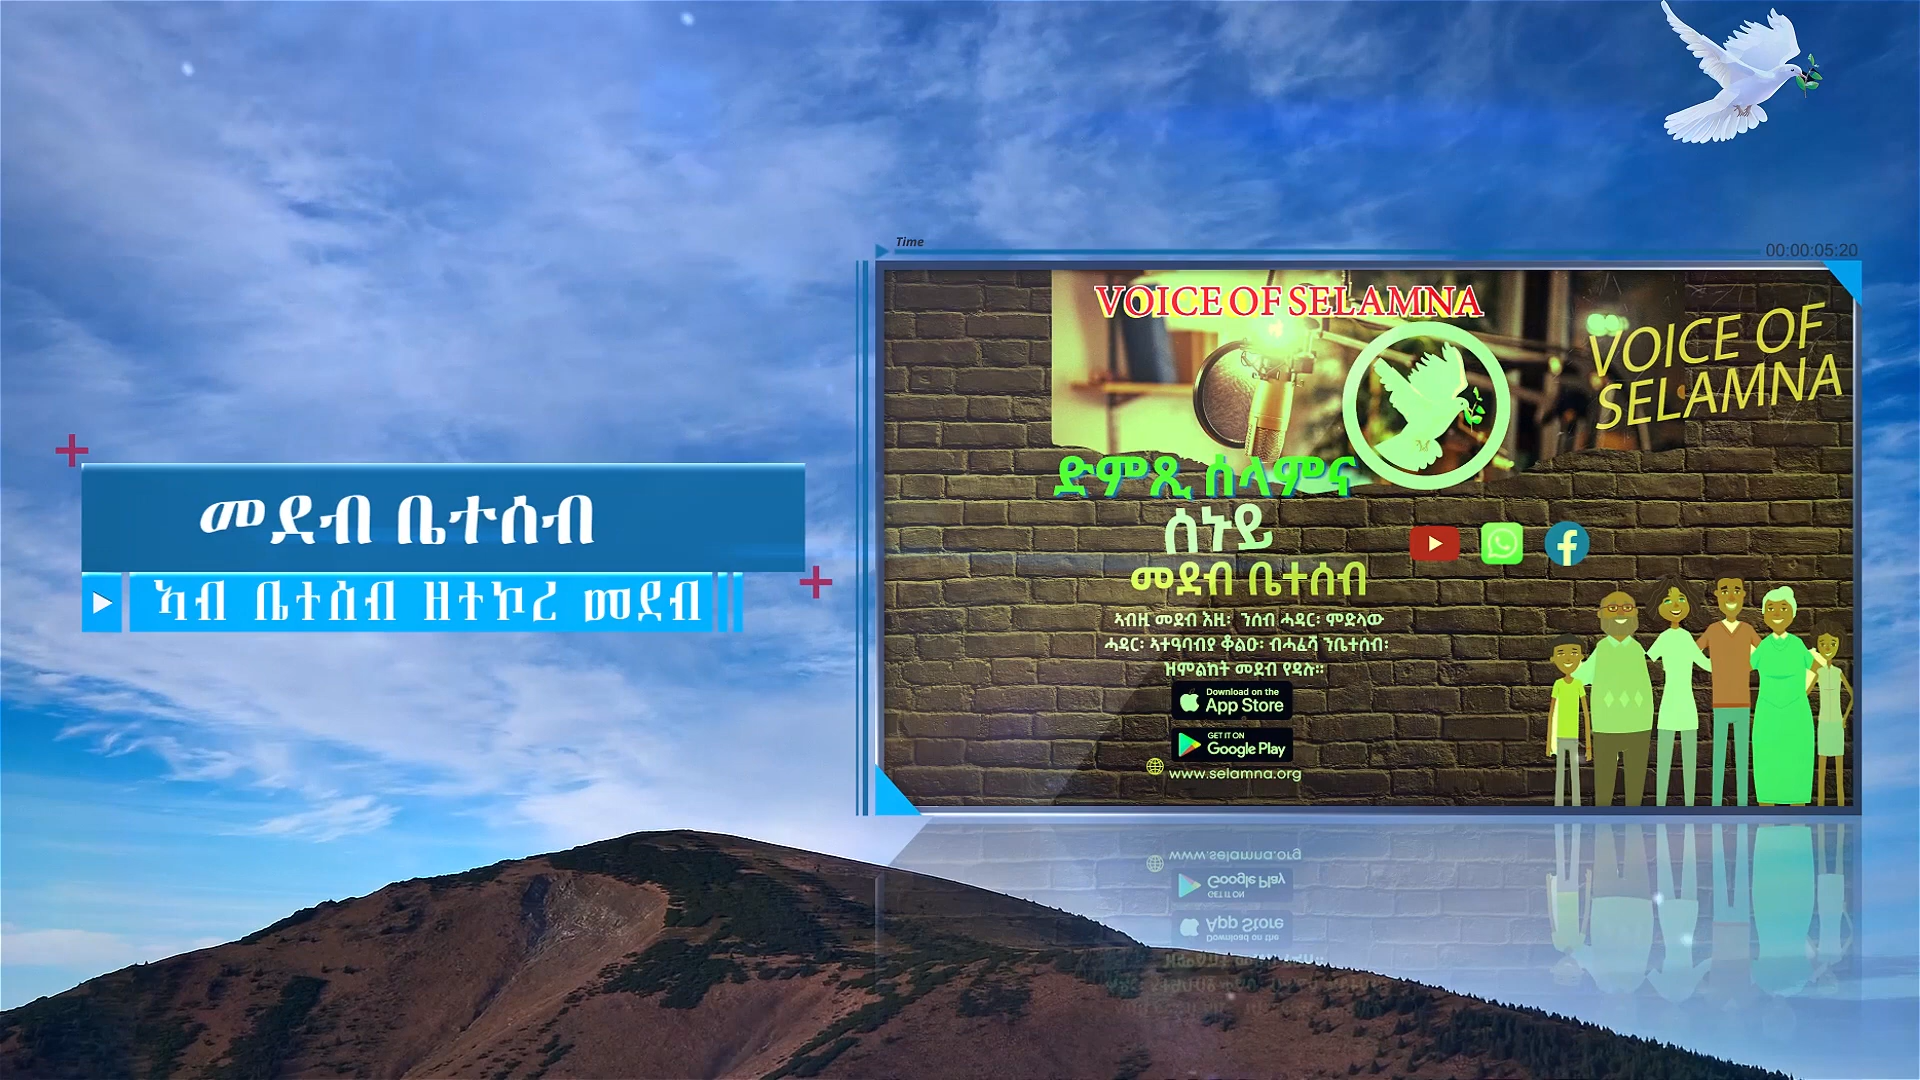 መደብ ቤተሰብ
ኣብ ቤተሰብ ዘተኮረ መደብ
Time
00:00:05:20
VOICE OF SELAMNA
VOICE OF
SELAMNA
ድምጺ ሰላምና
ሰኑይ
መደብ ቤተሰብ
ኣብዚ መደብ እዚ፡ ንሰብ ሓዳር፡ ምድላው
ሓዳር፡ ኣተዓባብያ ቆልዑ፡ ብሓፈሻ ንቤተሰብ፡
ዝምልከት መደብ የዳሉ።
Download on the
App Store
GET IT ON
Google Play
www.selamna.org